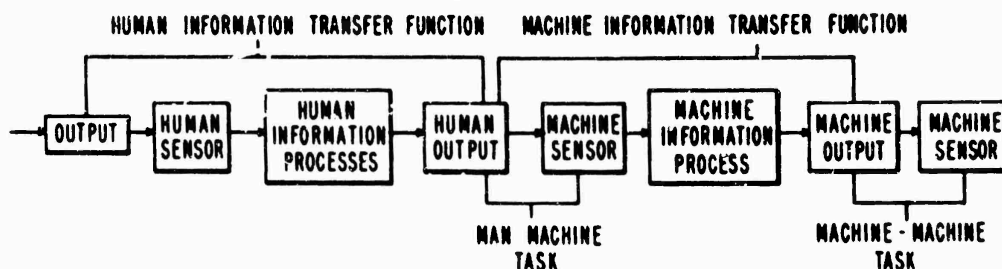 HUMAN INFORMATION TRANSFER FUNCTION
MACHINE INFORMATION TRANSFER FUNCTION
OUTPUT
HUMAN
SENSOR
HUMAN
INFORMATION
PROCESSES
HUMAN
OUTPUT
MACHINE
SENSOR
MACHINE
INFORMATION
PROCESS
MACHINE
OUTPUT
MACHINE
SENSOR
MAN MACHINE
TASK
MACHINE - MACHINE
TASK